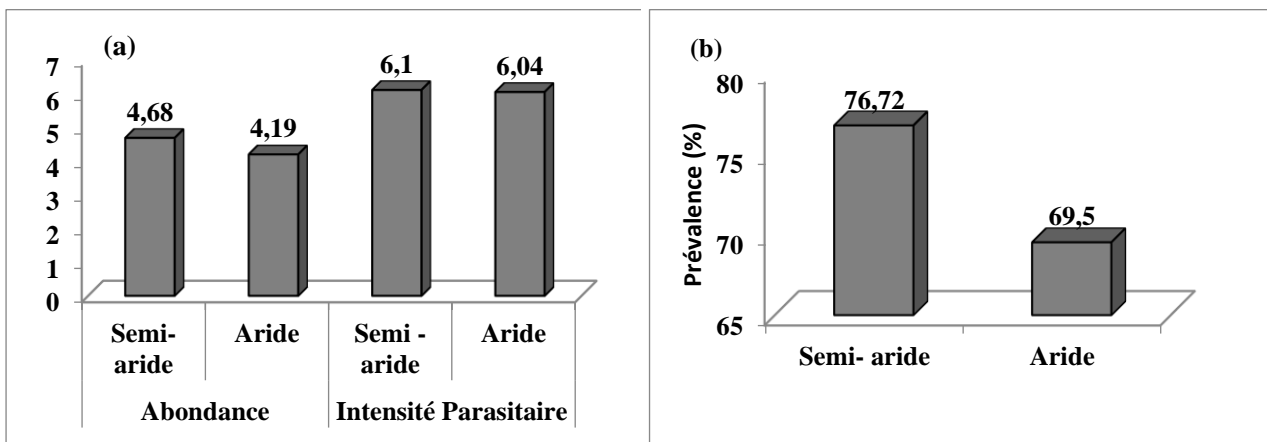 (a)
7
6
5
4
3
2
1
0
4,68
4,19
6,1
6,04
Semi-
aride
Aride
Semi -
aride
Aride
Abondance
Intensité Parasitaire
(b)
Prévalence (%)
80
75
70
65
76,72
69,5
Semi- aride
Aride